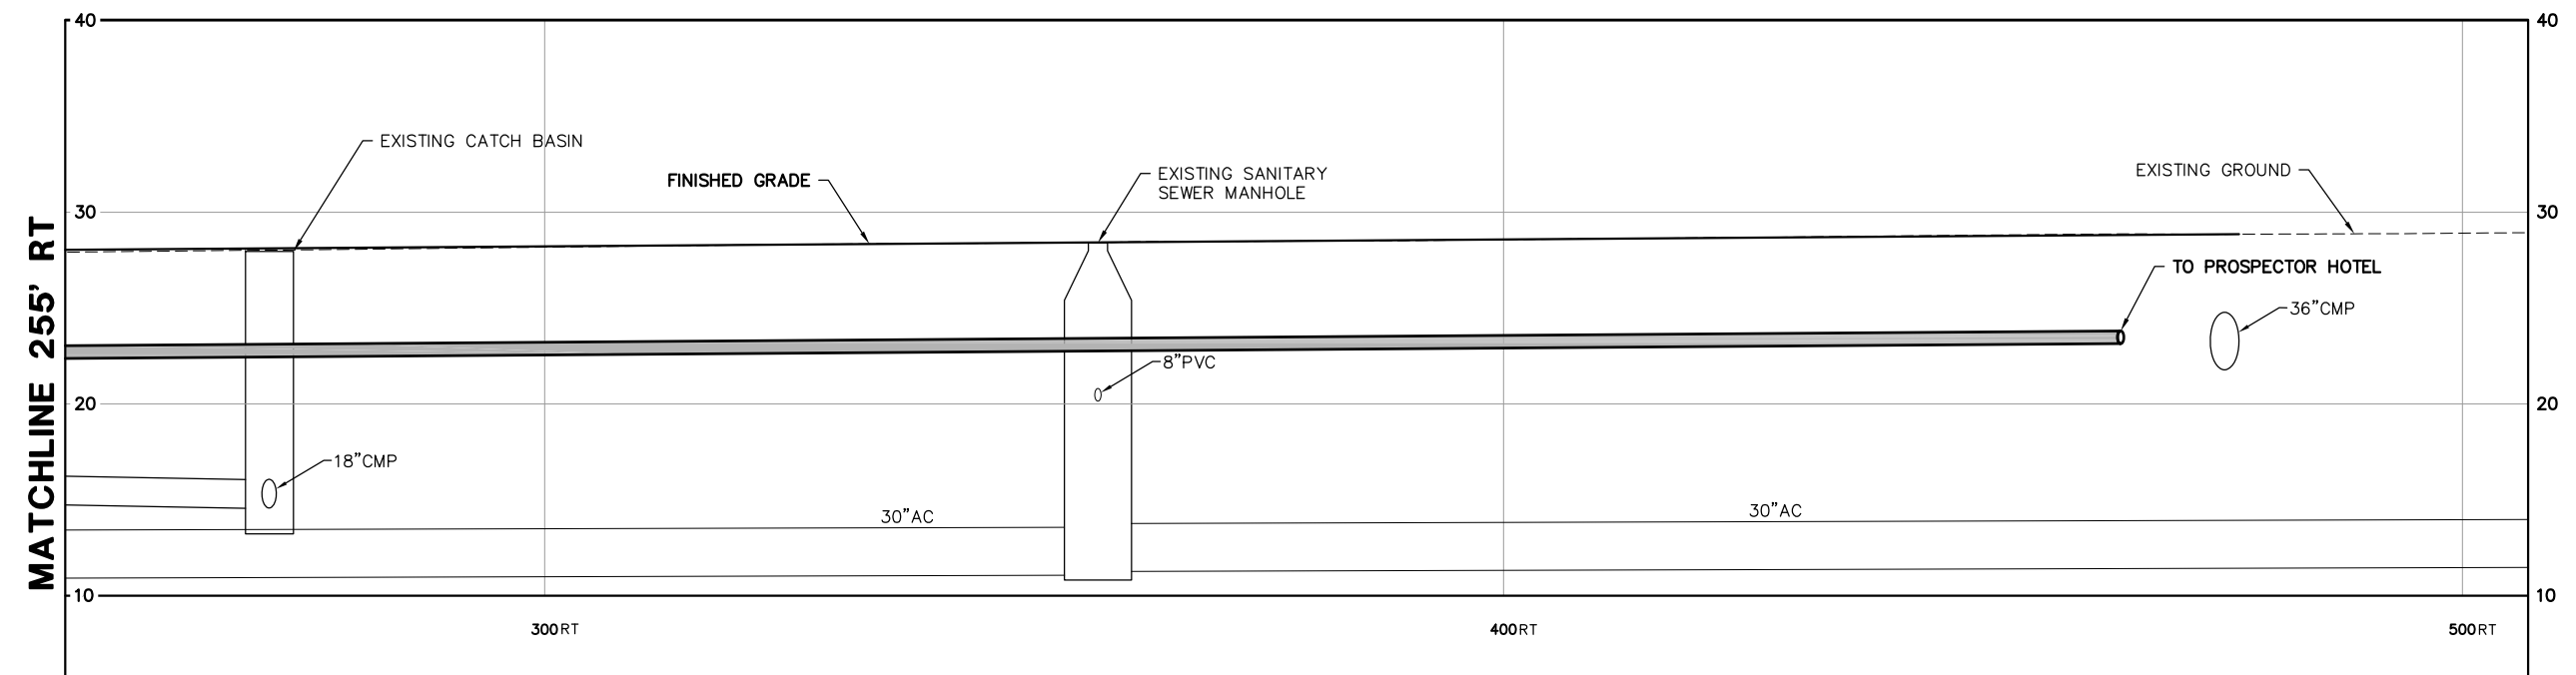 40
40
EXISTING CATCH BASIN
FINISHED GRADE
EXISTING SANITARY
SEWER MANHOLE
EXISTING GROUND
30
30
MATCHLINE 255' RT
TO PROSPECTOR HOTEL
36"CMP
8"PVC
20
20
18"CMP
30"AC
30"AC
10
10
300RT
400RT
500RT